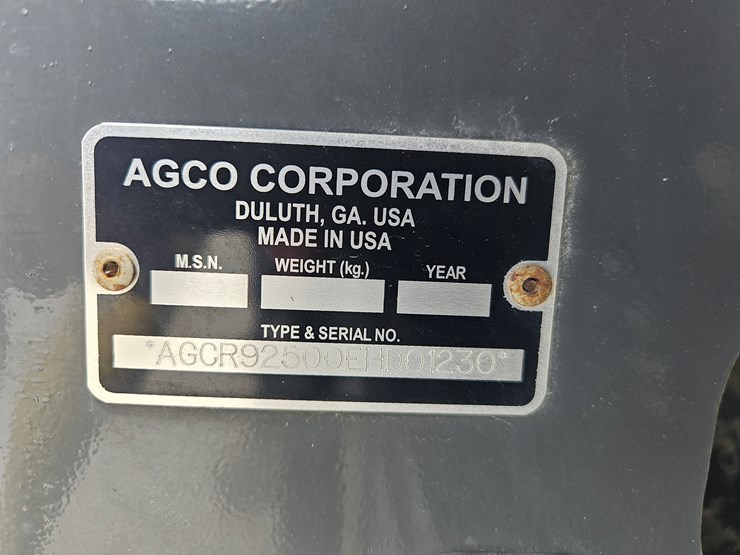 AGCO CORPORATION
DULUTH, GA. USA
MADE IN USA
M.S.N. WEIGHT (kg.) YEAR
TYPE & SERIAL NO.
*AGCR92500EHD01230*